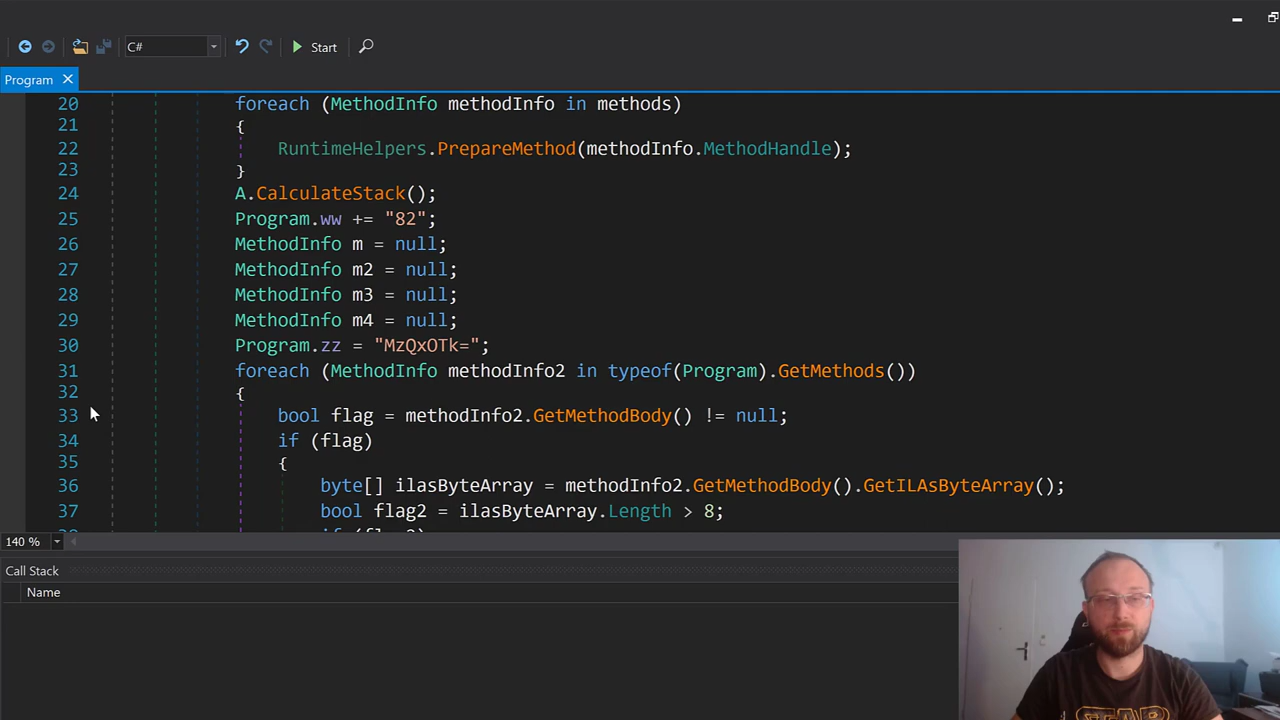 C# Start
Program
20 foreach (MethodInfo methodInfo in methods)
21 {
22 RuntimeHelpers.PrepareMethod(methodInfo.MethodHandle);
23 }
24 A.CalculateStack();
25 Program.ww += "82";
26 MethodInfo m = null;
27 MethodInfo m2 = null;
28 MethodInfo m3 = null;
29 MethodInfo m4 = null;
30 Program.zz = "MzQxOTk=";
31 foreach (MethodInfo methodInfo2 in typeof(Program).GetMethods())
32 {
33 bool flag = methodInfo2.GetMethodBody() != null;
34 if (flag)
35 {
36 byte[] ilasByteArray = methodInfo2.GetMethodBody().GetILAsByteArray();
37 bool flag2 = ilasByteArray.Length > 8;
140 %
Call Stack
Name